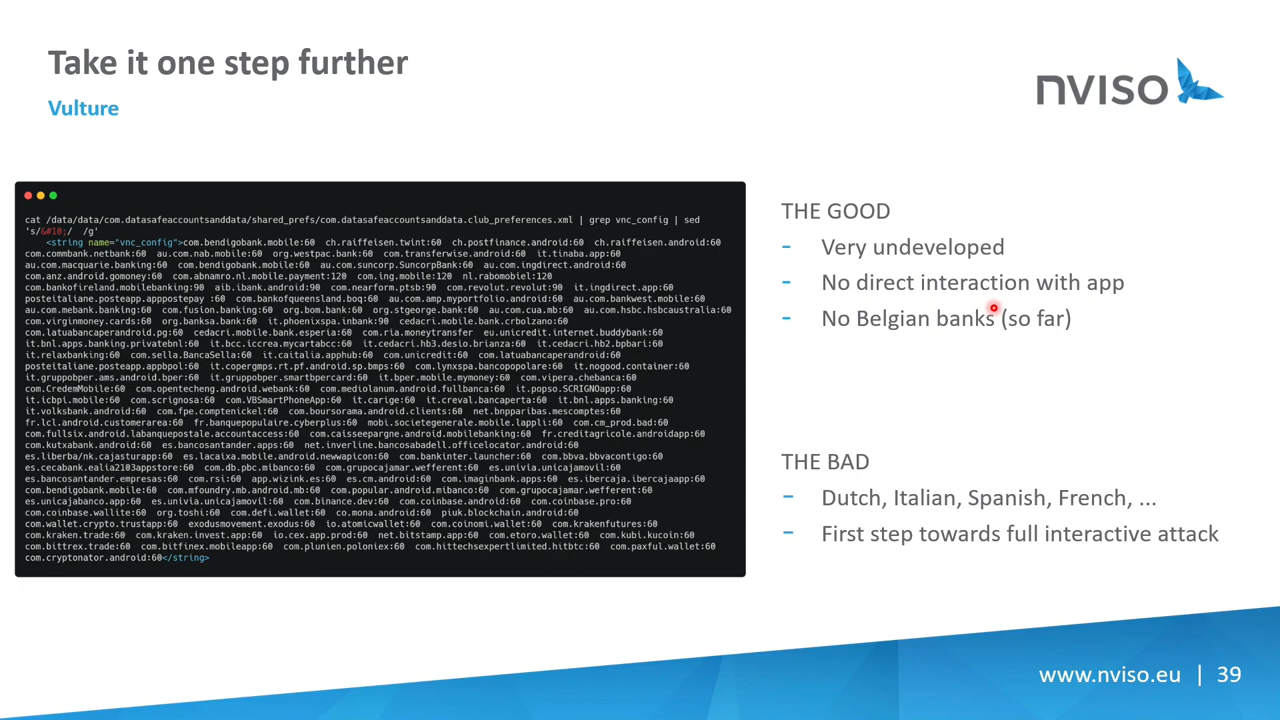 Take it one step further
Vulture
nviso
cat /data/data/com.datasafeaccountsanddata/shared_prefs/com.datasafeaccountsanddata.club_preferences.xml | grep vnc_config | sed
's/&#10;/  /g'
<string name="vnc_config">com.bendigobank.mobile:60  ch.raiffeisen.twint:60  ch.postfinance.android:60  ch.raiffeisen.android:60
com.commbank.netbank:60  au.com.nab.mobile:60  org.westpac.bank:60  com.transferwise.android:60  it.tinaba.app:60
au.com.macquarie.banking:60  com.bendigobank.mobile:60  au.com.suncorp.SuncorpBank:60  au.com.ingdirect.android:60
com.anz.android.gomoney:60  com.abnamro.nl.mobile.payment:120  com.ing.mobile:120  nl.rabomobiel:120
com.bankofireland.mobilebanking:90  aib.ibank.android:90  com.nearform.ptsb:90  com.revolut.revolut:90  it.ingdirect.app:60
posteitaliane.posteapp.apppostepay :60  com.bankofqueensland.boq:60  au.com.amp.myportfolio.android:60  au.com.bankwest.mobile:60
au.com.mebank.banking:60  com.fusion.banking:60  org.bom.bank:60  org.stgeorge.bank:60  com.cua.mb:60  au.com.hsbc.hsbcaustralia:60
com.virginmoney.cards:60  org.banksa.bank:60  it.phoenixspa.inbank:90  cedacri.mobile.bank.crbolzano:60
com.latuabancaperandroid.pg:60  cedacri.mobile.bank.esperia:60  com.ria.moneytransfer  eu.unicredit.internet.buddybank:60
it.bnl.apps.banking.privatebnl:60  it.bcc.iccrea.mycartabcc:60  it.cedacri.hb3.desio.brianza:60  it.cedacri.hb2.bpbari:60
it.relaxbanking:60  com.sella.BancaSella:60  it.caitalia.apphub:60  com.unicredit:60  com.latuabancaperandroid:60
posteitaliane.posteapp.appbpol:60  it.copergmps.rt.pf.android.sp.bmps:60  com.lynxspa.bancopopolare:60  it.nogood.container:60
it.gruppobper.ams.android.bper:60  it.gruppobper.smartbpercard:60  it.bper.mobile.mymoney:60  com.vipera.chebanca:60
com.CredemMobile:60  com.opentecheng.android.webank:60  com.mediolanum.android.fullbanca:60  it.popso.SCRIGNOapp:60
it.icbpi.mobile:60  com.scrignosa:60  com.VBSmartPhoneApp:60  it.carige:60  it.creval.bancaperta:60  it.bnl.apps.banking:60
it.volksbank.android:60  com.fpe.comptenickel:60  com.boursorama.android.clients:60  net.bnpparibas.mescomptes:60
fr.lcl.android.customerarea:60  fr.banquepopulaire.cyberplus:60  mobi.societegenerale.mobile.lappli:60  com.cm_prod.bad:60
com.fullsix.android.labanquepostale.accountaccess:60  com.caisseepargne.android.mobilebanking:60  fr.creditagricole.androidapp:60
com.kutxabank.android:60  es.bancosantander.apps:60  net.inverline.bancosabadell.officelocator.android:60
es.liberba/nk.cajasturapp:60  es.lacaixa.mobile.android.newwapicon:60  com.bankinter.launcher:60  com.bbva.bbvacontigo:60
es.cecabank.ealia2103appstore:60  com.db.pbc.mibanco:60  com.grupocajamar.wefferent:60  es.univia.unicajamovil:60
es.bancosantander.empresas:60  com.rsi:60  app.wizink.es:60  es.cm.android:60  com.imaginbank.apps:60  es.ibercaja.ibercajaapp:60
com.bendigobank.mobile:60  com.mfoundry.mb.android.mb:60  com.popular.android.mibanco:60  com.grupocajamar.wefferent:60
es.unicajabanco.app:60  es.univia.unicajamovil:60  com.binance.dev:60  com.coinbase.android:60  com.coinbase.pro:60
com.coinbase.wallite:60  org.toshi:60  com.defi.wallet:60  co.mona.android:60  piuk.blockchain.android:60
com.wallet.crypto.trustapp:60  exodusmovement.exodus:60  io.atomicwallet:60  com.coinomi.wallet:60  com.krakenfutures:60
com.kraken.trade:60  com.kraken.invest.app:60  io.cex.app.prod:60  net.bitstamp.app:60  com.etoro.wallet:60  com.kubi.kucoin:60
com.bittrex.trade:60  com.bitfinex.mobileapp:60  com.plunien.poloniex:60  com.hittechsexpertlimited.hitbtc:60  com.paxful.wallet:60
com.cryptonator.android:60</string>
THE GOOD
- Very undeveloped
- No direct interaction with app
- No Belgian banks (so far)
THE BAD
- Dutch, Italian, Spanish, French, ...
- First step towards full interactive attack
www.nviso.eu | 39